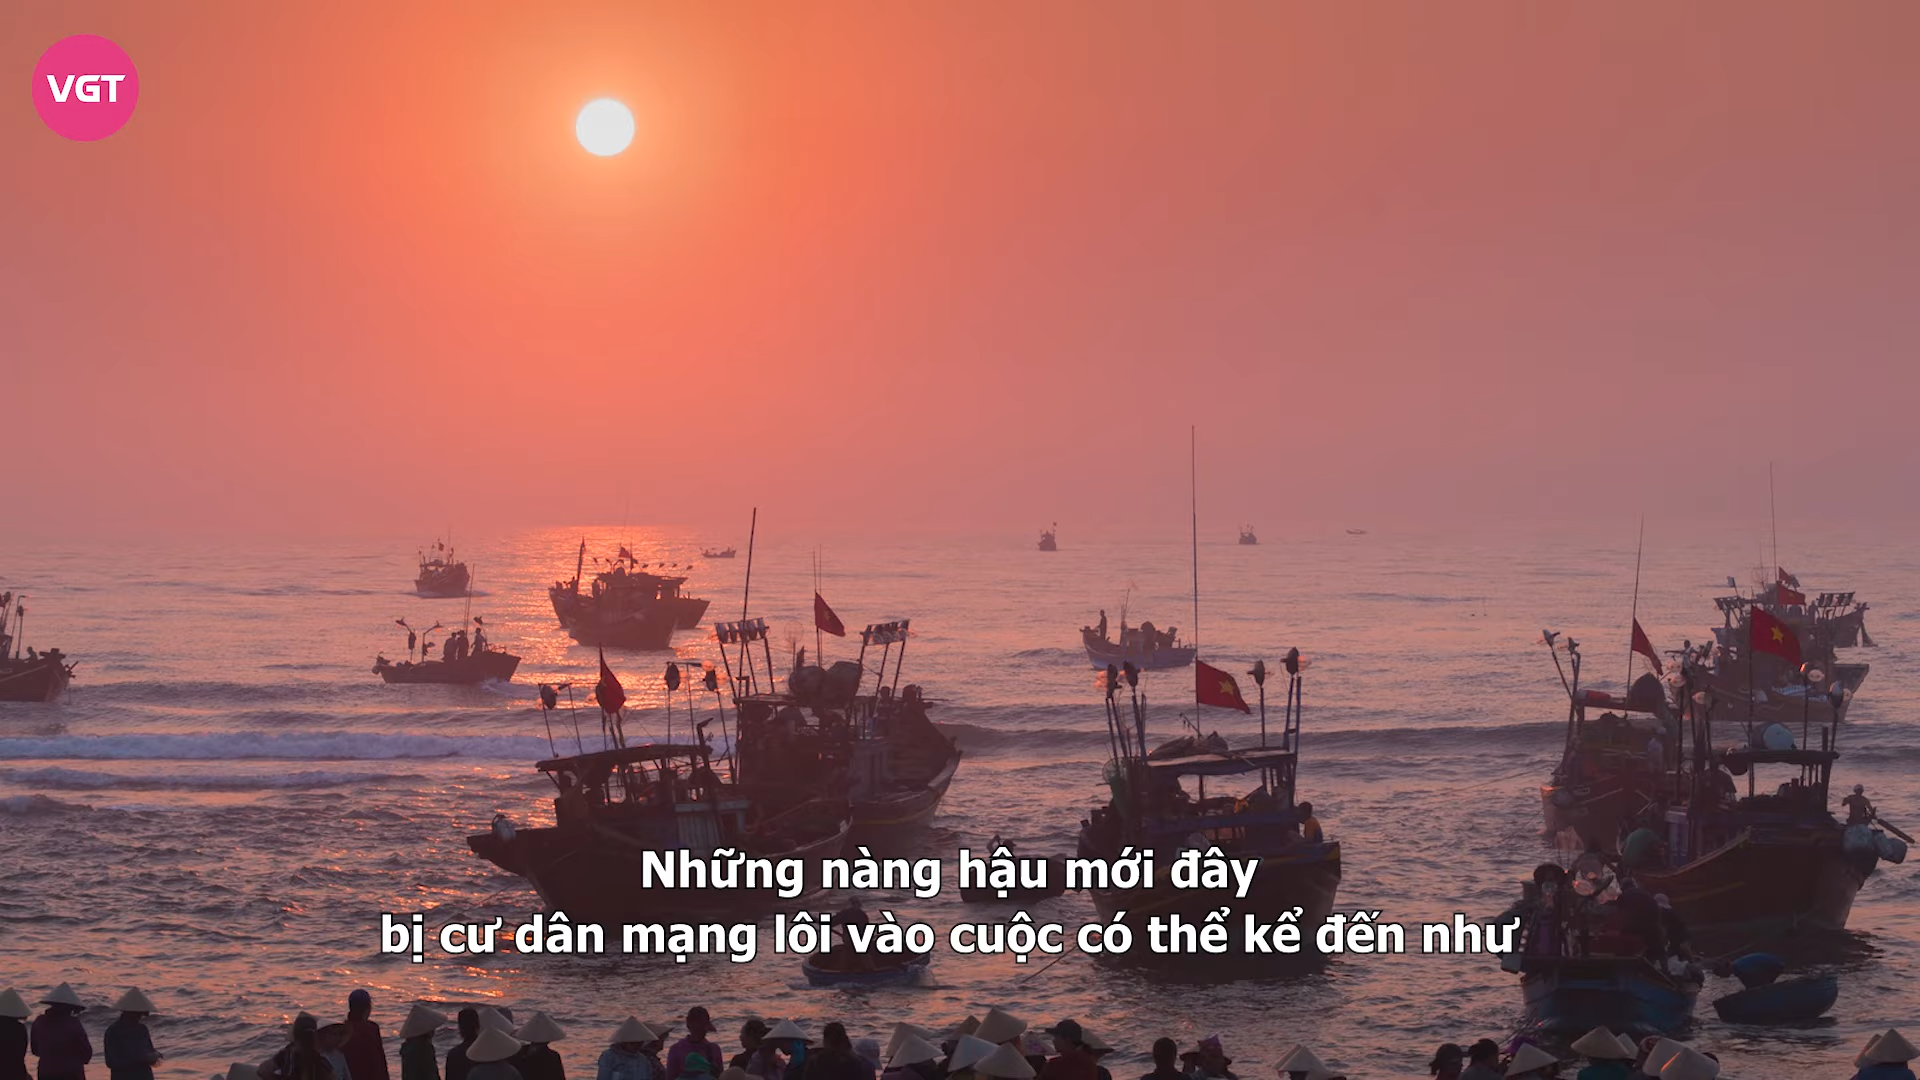 VGT
Những nàng hậu mới đây
bị cư dân mạng lôi vào cuộc có thể kể đến như